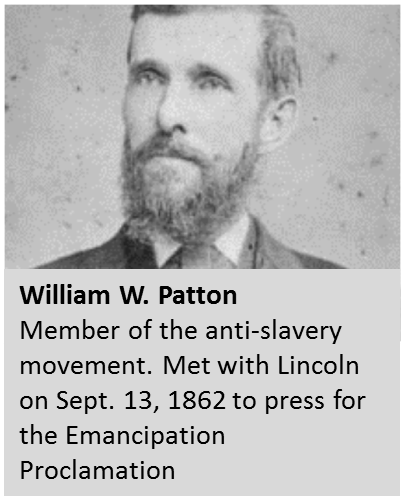 William W. Patton
Member of the anti-slavery
movement. Met with Lincoln
on Sept. 13, 1862 to press for
the Emancipation
Proclamation